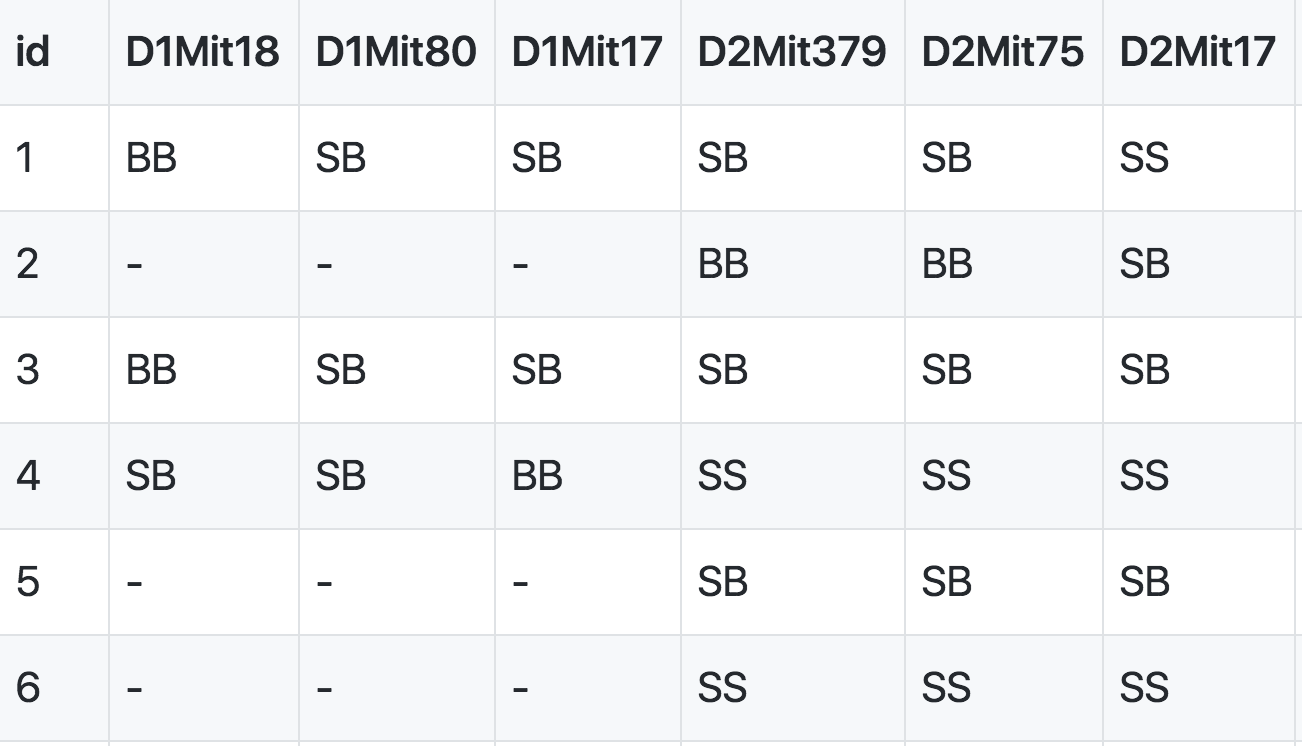 id D1Mit18 D1Mit80 D1Mit17 D2Mit379 D2Mit75 D2Mit17
1 BB SB SB SB SB SS
2 - - - BB BB SB
3 BB SB SB SB SB SB
4 SB SB BB SS SS SS
5 - - - SB SB SB
6 - - - SS SS SS